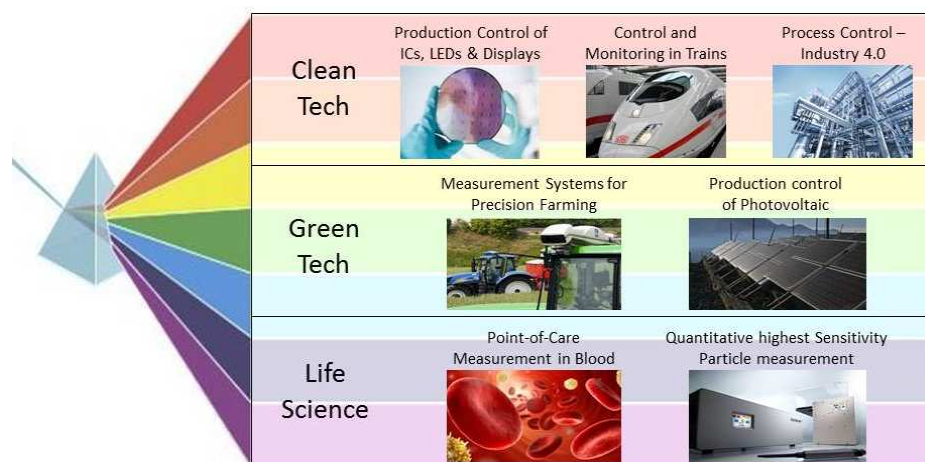 Clean
Tech
Production Control of
ICs, LEDs & Displays
Control and
Monitoring in Trains
Process Control –
Industry 4.0
Green
Tech
Measurement Systems for
Precision Farming
Production control
of Photovoltaic
Life
Science
Point-of-Care
Measurement in Blood
Quantitative highest Sensitivity
Particle measurement